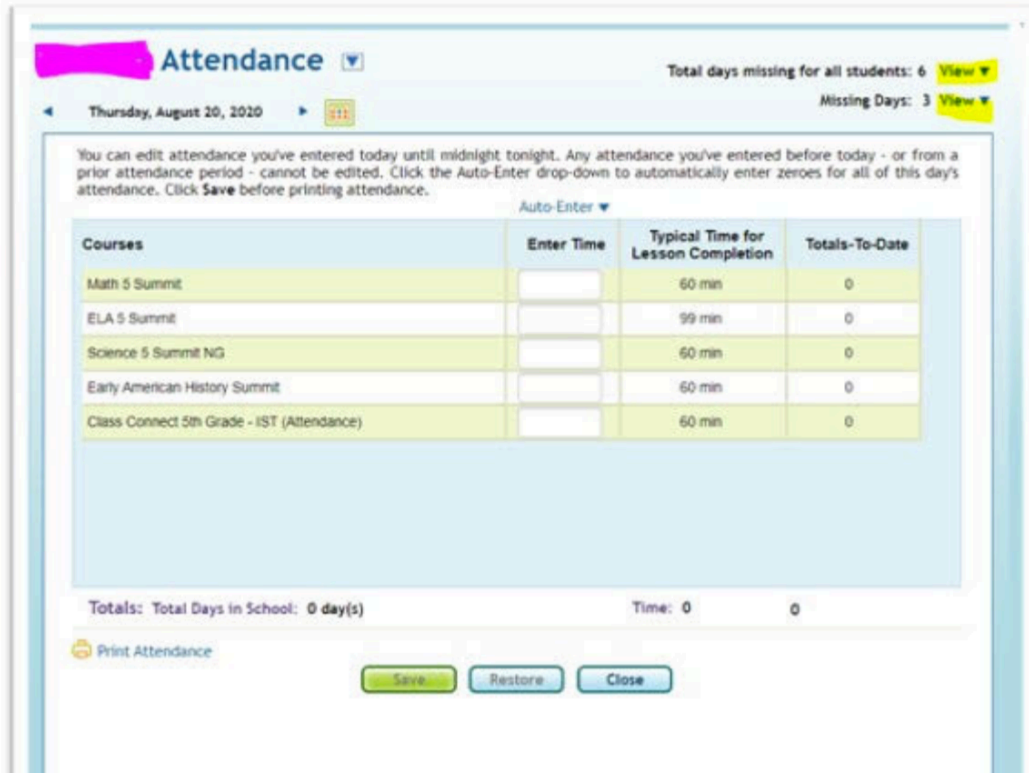 Attendance
Total days missing for all students: 6 View ▼
Missing Days: 3 View ▼
Thursday, August 20, 2020
You can edit attendance you've entered today until midnight tonight. Any attendance you've entered before today - or from a
prior attendance period - cannot be edited. Click the Auto-Enter drop-down to automatically enter zeroes for all of this day's
attendance. Click Save before printing attendance.
Auto-Enter ▼
Courses Enter Time Typical Time for Lesson Completion Totals-To-Date
Math 5 Summit 60 min 0
ELA 5 Summit 99 min 0
Science 5 Summit NG 60 min 0
Early American History Summit 60 min 0
Class Connect 5th Grade - IST (Attendance) 60 min 0
Totals: Total Days in School: 0 day(s) Time: 0 0
Print Attendance
Save Restore Close